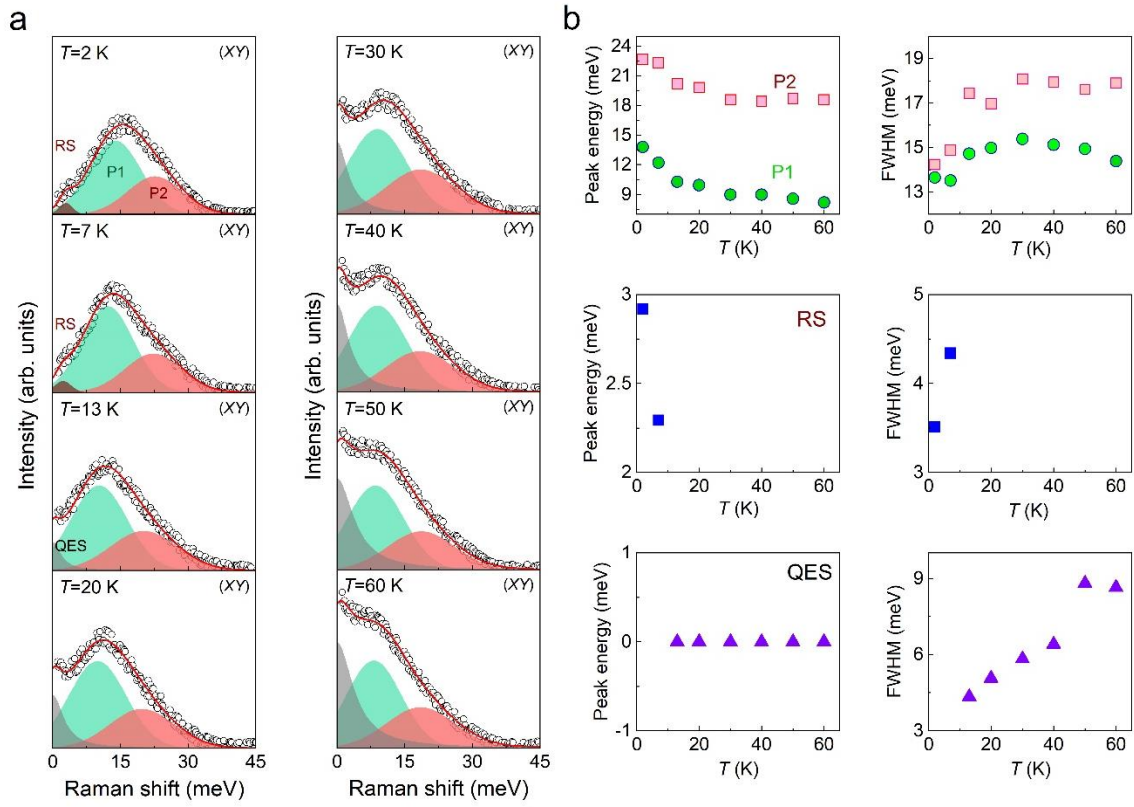 a
T=2 K (XY)
RS
P1
P2
T=7 K (XY)
RS
T=13 K (XY)
QES
T=20 K (XY)
Intensity (arb. units)
0 15 30 45
Raman shift (meV)
T=30 K (XY)
T=40 K (XY)
T=50 K (XY)
T=60 K (XY)
Intensity (arb. units)
0 15 30 45
Raman shift (meV)
b
Peak energy (meV)
24
21
18
15
12
9
P2
P1
0 20 40 60
T (K)
FWHM (meV)
19
17
15
13
0 20 40 60
T (K)
Peak energy (meV)
3
2.5
2
RS
0 20 40 60
T (K)
FWHM (meV)
5
4
3
0 20 40 60
T (K)
Peak energy (meV)
1
0
-1
QES
0 20 40 60
T (K)
FWHM (meV)
9
6
3
0 20 40 60
T (K)